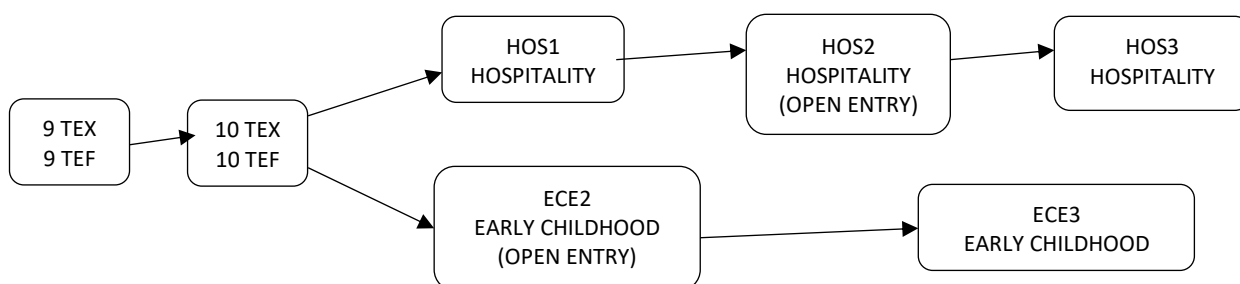 9 TEX
9 TEF
10 TEX
10 TEF
HOS1
HOSPITALITY
HOS2
HOSPITALITY
(OPEN ENTRY)
HOS3
HOSPITALITY
ECE2
EARLY CHILDHOOD
(OPEN ENTRY)
ECE3
EARLY CHILDHOOD